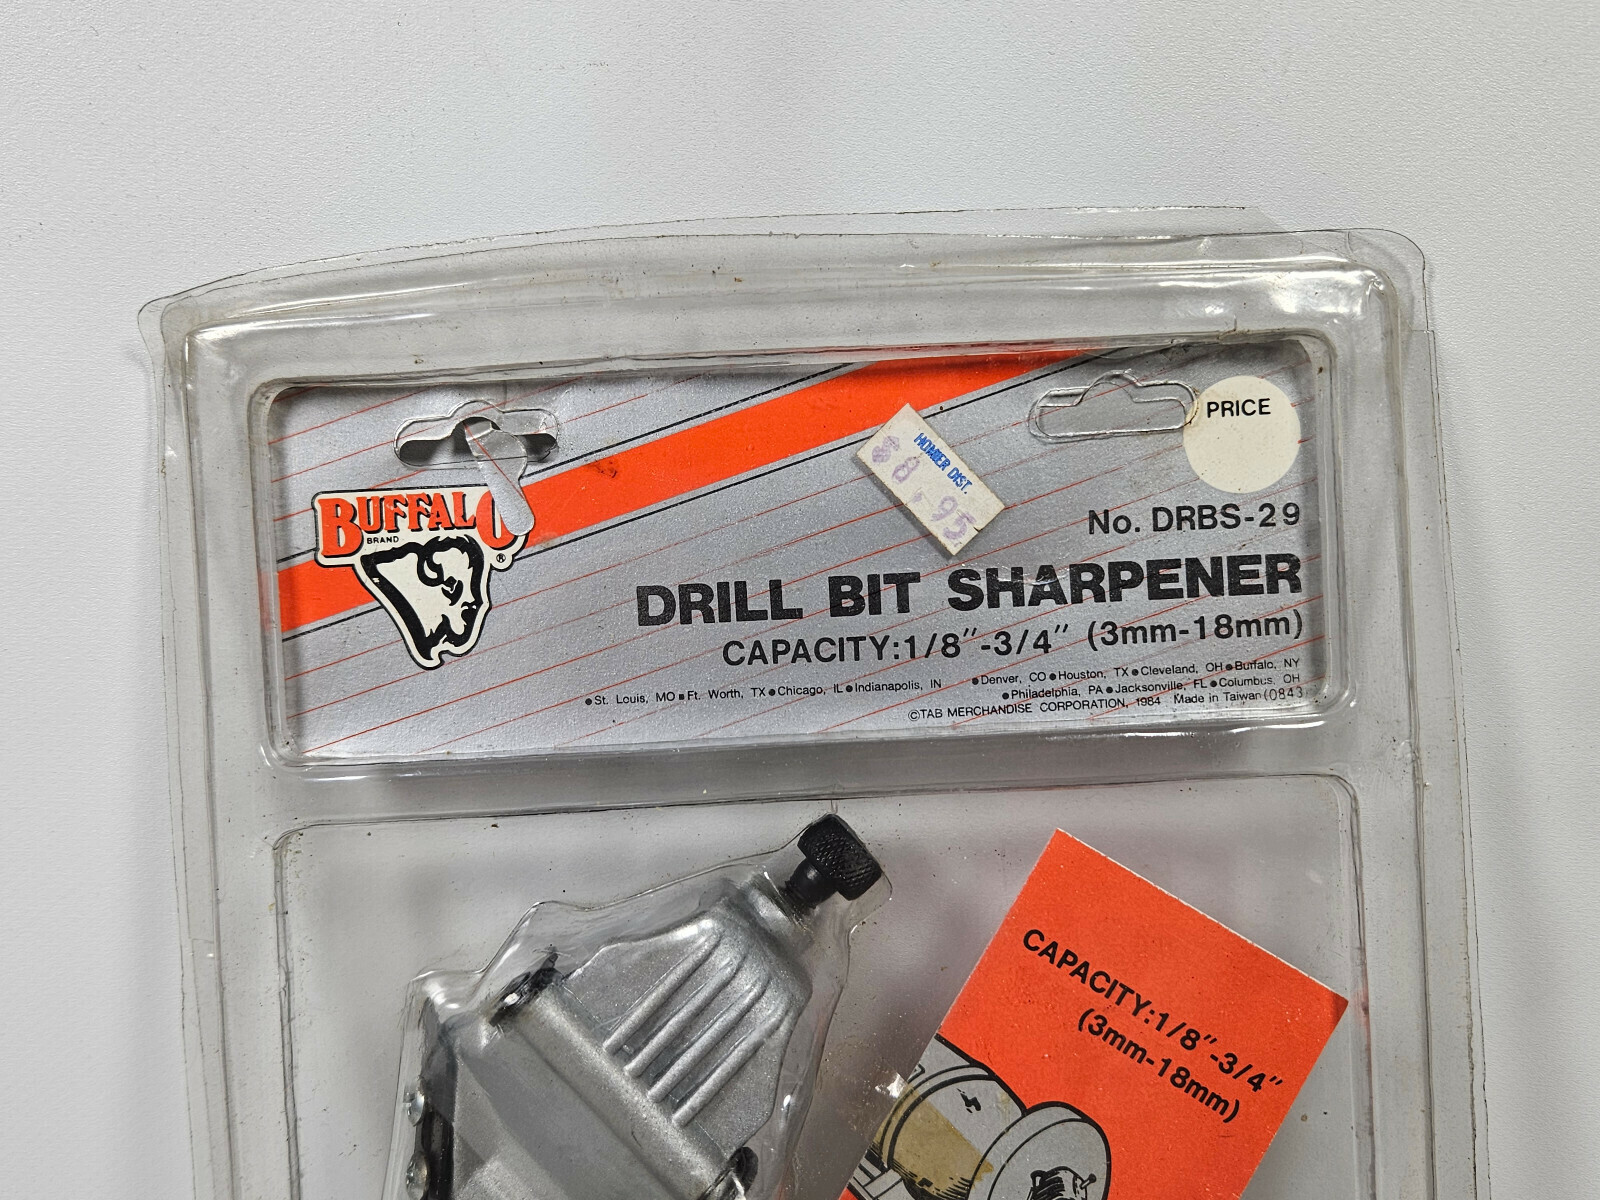 PRICE
HOMIER DIST.
$8.95
No. DRBS-29
BUFFALO
BRAND
®
DRILL BIT SHARPENER
CAPACITY:1/8"-3/4" (3mm-18mm)
●St. Louis, MO■Ft. Worth, TX●Chicago, IL●Indianapolis, IN ●Denver, CO●Houston, TX●Cleveland, OH●Buffalo, NY
●Philadelphia, PA●Jacksonville, FL●Columbus, OH
©TAB MERCHANDISE CORPORATION, 1984 Made in Taiwan(0843)
CAPACITY:1/8"-3/4"
(3mm-18mm)